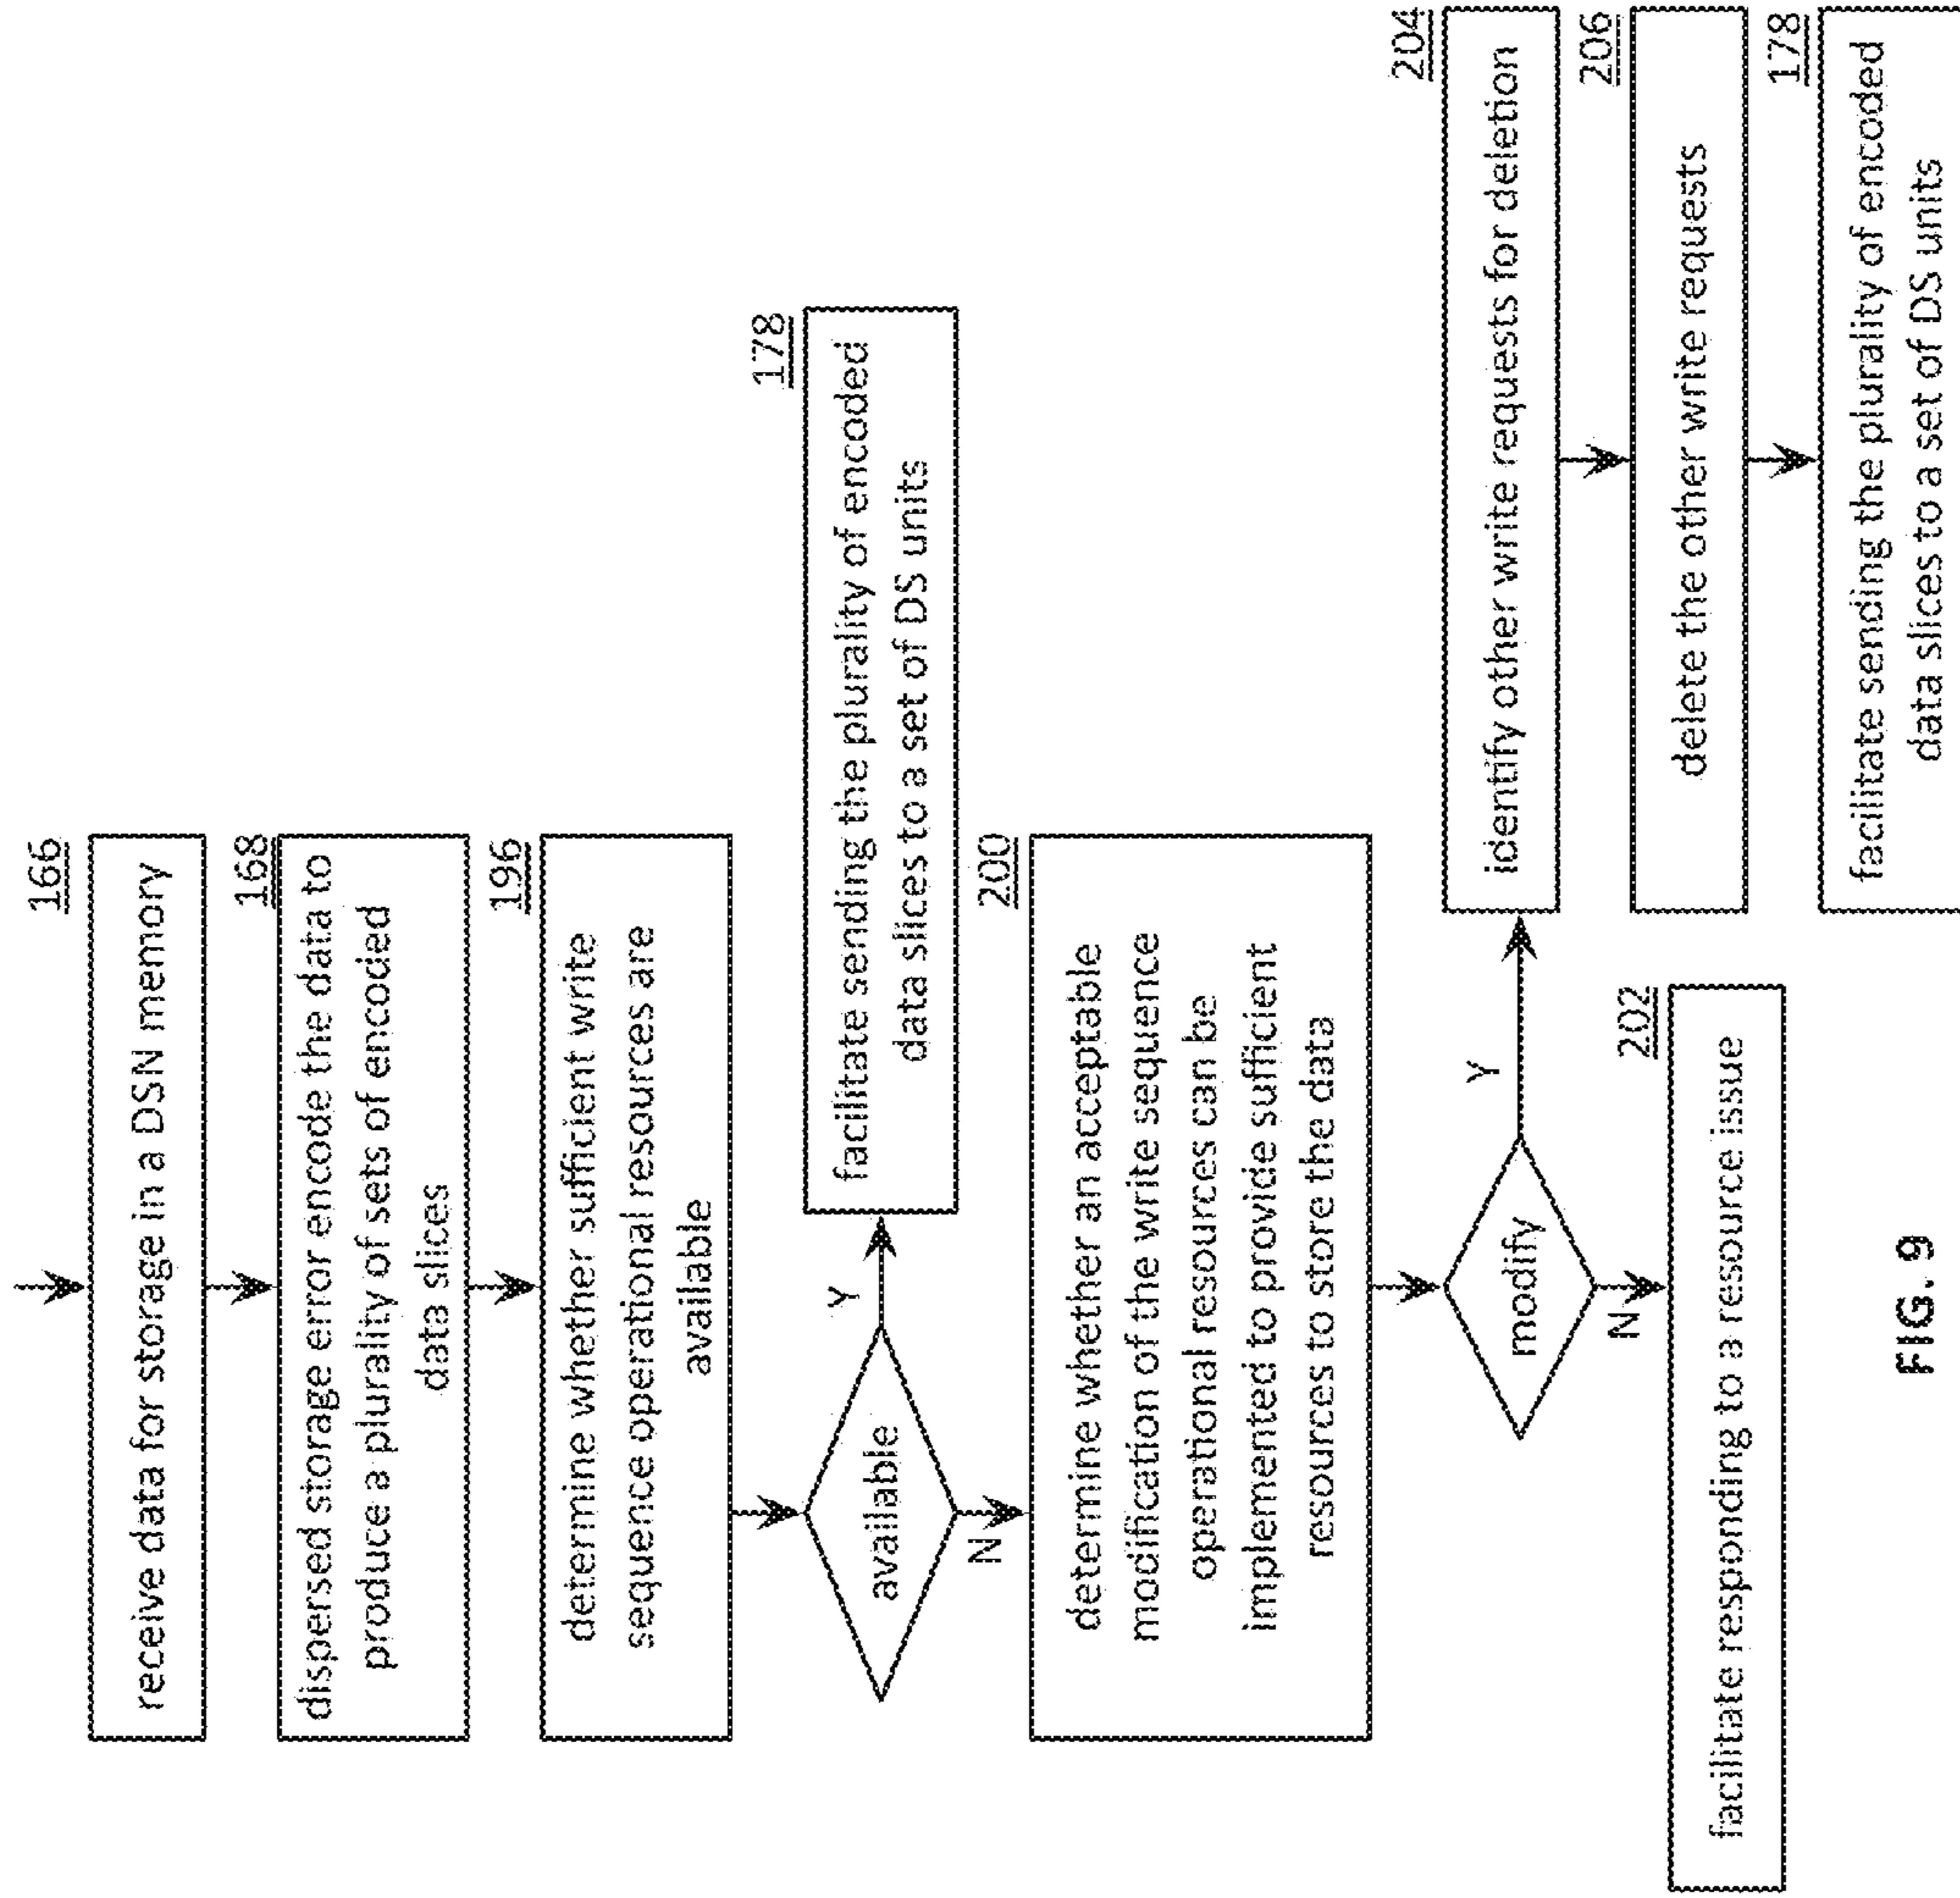 166
receive data for storage in a DSN memory
168
dispersed storage error encode the data to
produce a plurality of sets of encoded
data slices
196
determine whether sufficient write
sequence operational resources are
available
available
Y
178
facilitate sending the plurality of encoded
data slices to a set of DS units
N
200
determine whether an acceptable
modification of the write sequence
operational resources can be
implemented to provide sufficient
resources to store the data
modify
Y
204
identify other write requests for deletion
206
delete the other write requests
178
facilitate sending the plurality of encoded
data slices to a set of DS units
N
202
facilitate responding to a resource issue
FIG. 9